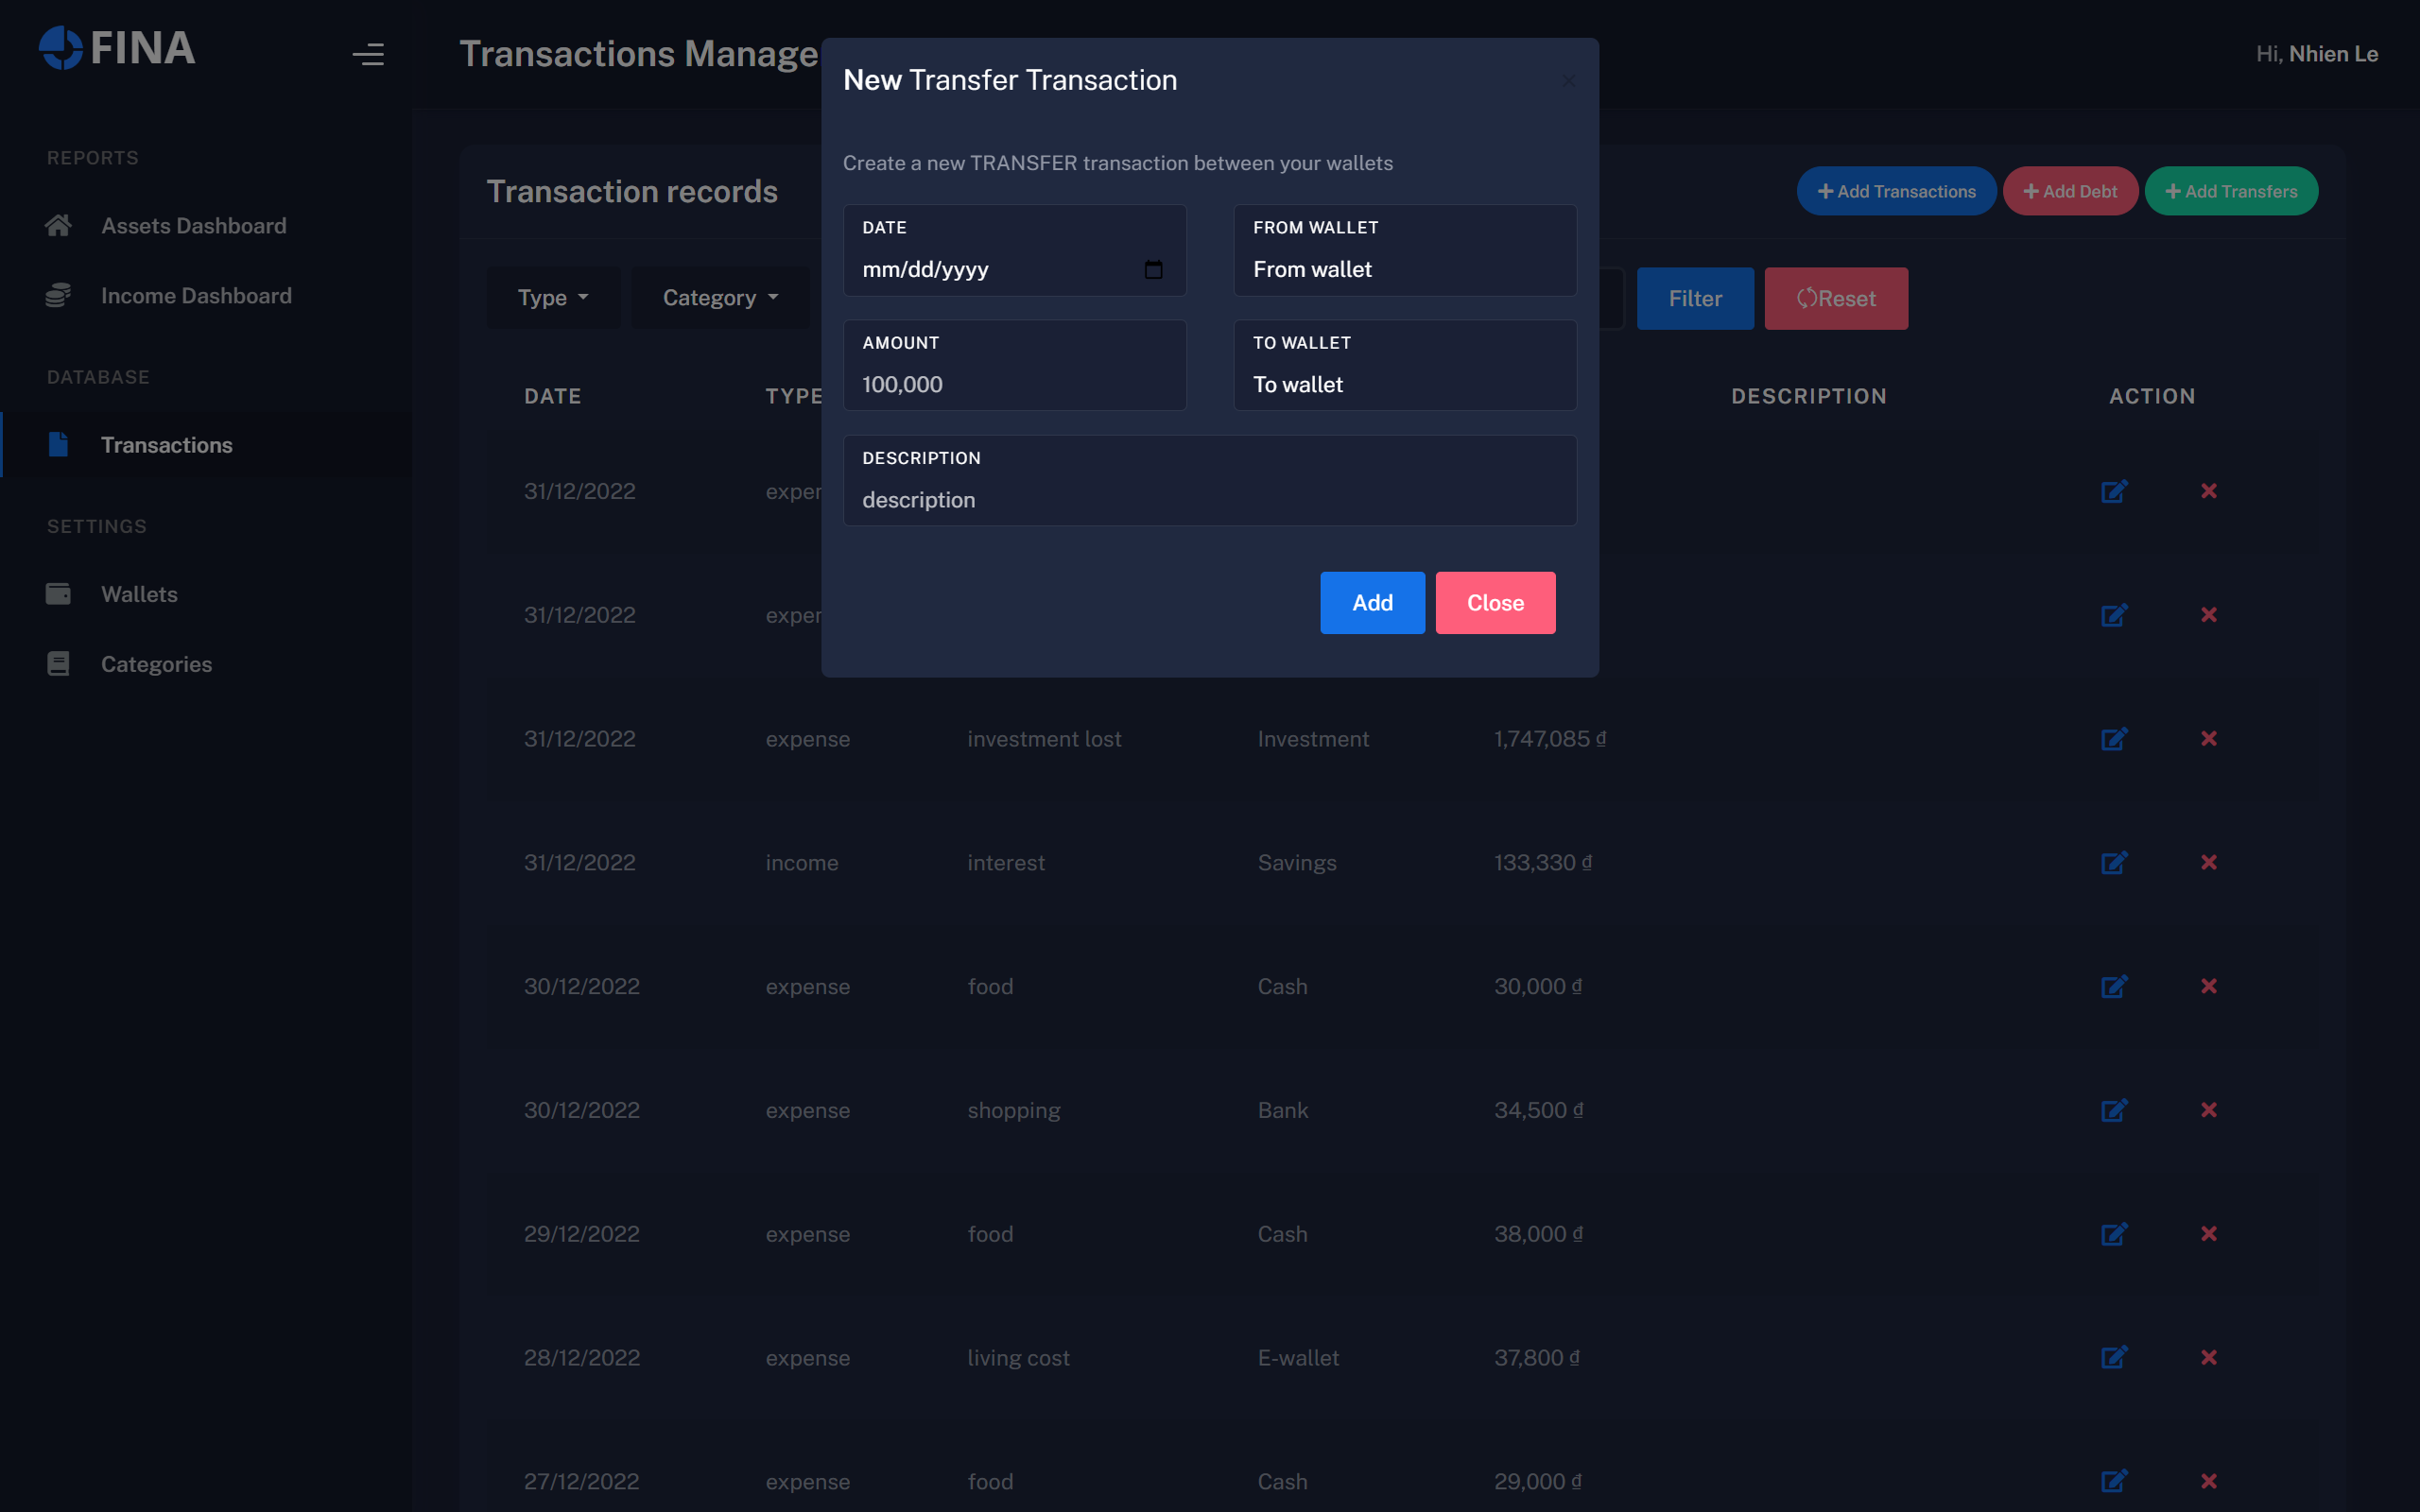 FINA
REPORTS
Assets Dashboard
Income Dashboard
DATABASE
Transactions
SETTINGS
Wallets
Categories
Transactions Manage
Hi, Nhien Le
Transaction records
Add Transactions
Add Debt
Add Transfers
Type
Category
Filter
Reset
New Transfer Transaction
×
Create a new TRANSFER transaction between your wallets
DATE
mm/dd/yyyy
FROM WALLET
From wallet
AMOUNT
100,000
TO WALLET
To wallet
DESCRIPTION
description
Add
Close
DATE TYPE DESCRIPTION ACTION
31/12/2022 expen
31/12/2022 expen
31/12/2022 expense investment lost Investment 1,747,085 ₫
31/12/2022 income interest Savings 133,330 ₫
30/12/2022 expense food Cash 30,000 ₫
30/12/2022 expense shopping Bank 34,500 ₫
29/12/2022 expense food Cash 38,000 ₫
28/12/2022 expense living cost E-wallet 37,800 ₫
27/12/2022 expense food Cash 29,000 ₫